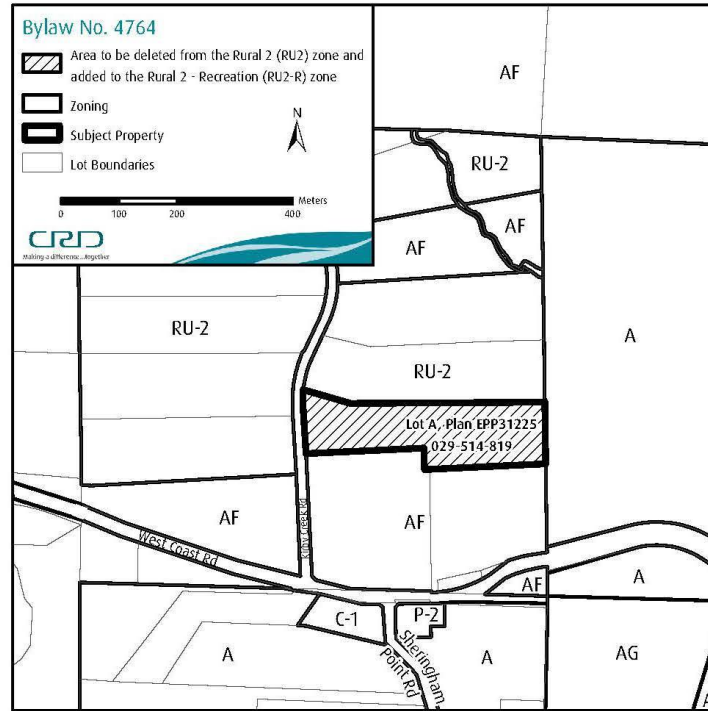 Bylaw No. 4764
Area to be deleted from the Rural 2 (RU2) zone and
added to the Rural 2 - Recreation (RU2-R) zone
Zoning
Subject Property
Lot Boundaries
N
Meters
0 100 200 400
CRD
Making a difference...together
AF
RU-2
AF
AF
RU-2
A
RU-2
Lot A, Plan EPP31225
029-514-819
Kirby Creek Rd
AF
AF
West Coast Rd
AF
A
C-1
P-2
A
Sheringham
Point Rd
A
AG
A